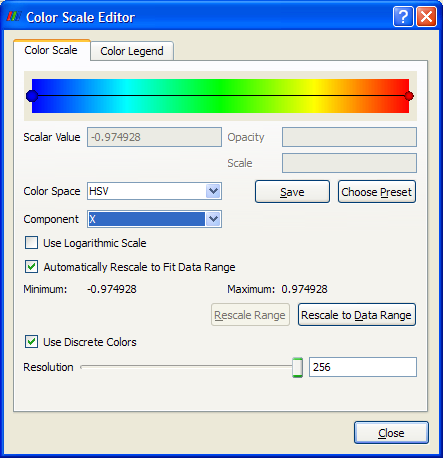 Color Scale Editor
Color Scale Color Legend
Scalar Value -0.974928 Opacity
Scale
Color Space HSV Save Choose Preset
Component X
Use Logarithmic Scale
Automatically Rescale to Fit Data Range
Minimum: -0.974928 Maximum: 0.974928
Rescale Range Rescale to Data Range
Use Discrete Colors
Resolution 256
Close